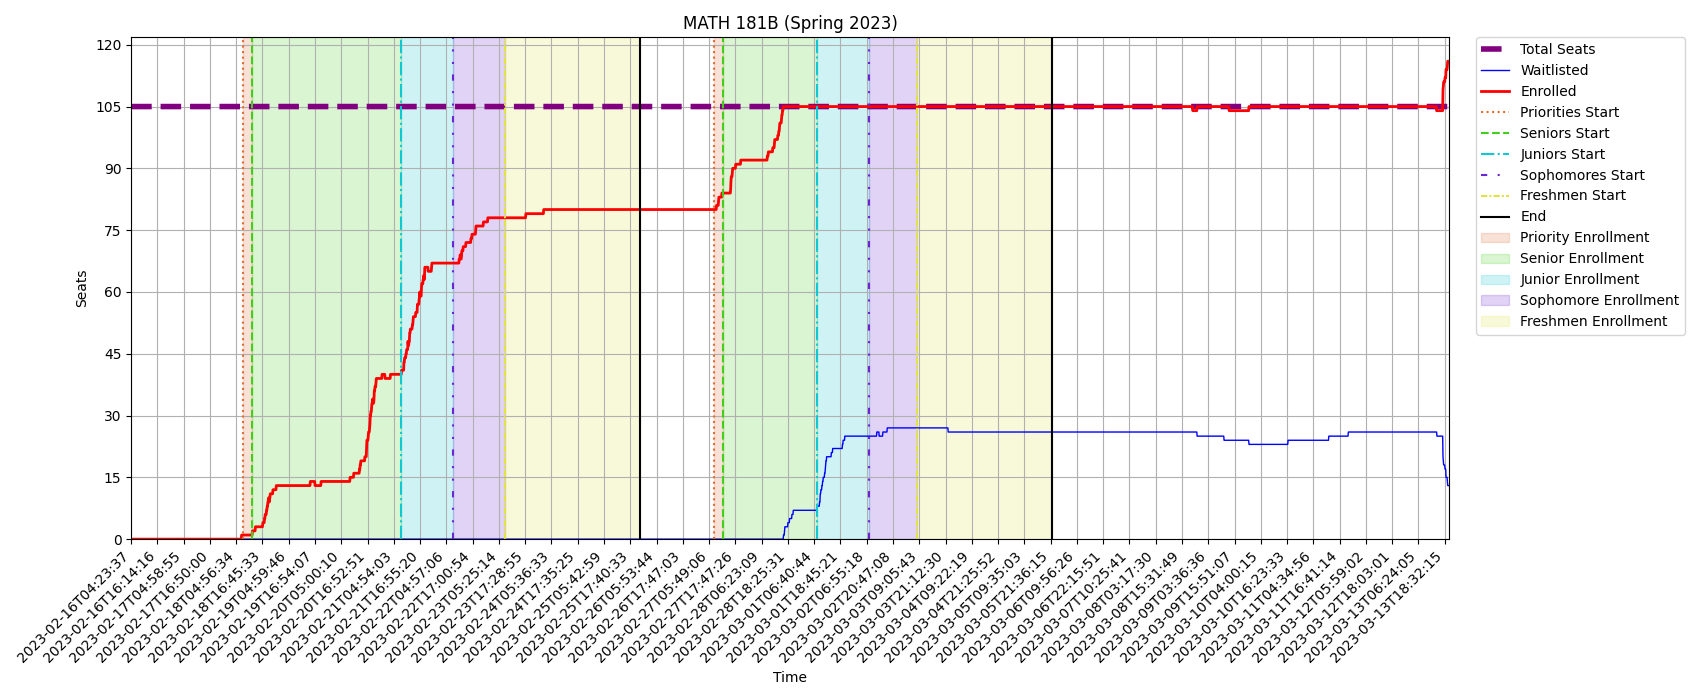 MATH 181B (Spring 2023)
120
105
90
75
60
45
30
15
0
Seats
2023-02-16T04:23:37
2023-02-16T16:14:16
2023-02-17T04:58:55
2023-02-17T16:50:00
2023-02-18T04:56:34
2023-02-18T16:45:33
2023-02-19T04:59:46
2023-02-19T16:54:07
2023-02-20T05:00:10
2023-02-20T16:52:51
2023-02-21T04:54:03
2023-02-21T16:55:20
2023-02-22T04:57:06
2023-02-22T17:00:54
2023-02-23T05:25:14
2023-02-23T17:28:55
2023-02-24T05:36:33
2023-02-24T17:35:25
2023-02-25T05:42:59
2023-02-25T17:40:33
2023-02-26T05:53:44
2023-02-26T17:47:03
2023-02-27T05:49:06
2023-02-27T17:47:20
2023-02-28T06:23:09
2023-02-28T18:25:31
2023-03-01T06:40:44
2023-03-01T18:45:21
2023-03-02T06:55:18
2023-03-02T20:47:08
2023-03-03T09:05:43
2023-03-03T21:12:30
2023-03-04T09:22:19
2023-03-04T21:25:52
2023-03-05T09:35:03
2023-03-05T21:36:15
2023-03-06T09:56:26
2023-03-06T22:15:51
2023-03-07T10:25:41
2023-03-08T03:17:30
2023-03-08T15:31:49
2023-03-09T03:36:36
2023-03-09T15:51:07
2023-03-10T04:00:15
2023-03-10T16:23:33
2023-03-11T04:34:56
2023-03-11T16:41:14
2023-03-12T05:59:02
2023-03-12T18:03:01
2023-03-13T06:24:05
2023-03-13T18:32:15
Time
Total Seats
Waitlisted
Enrolled
Priorities Start
Seniors Start
Juniors Start
Sophomores Start
Freshmen Start
End
Priority Enrollment
Senior Enrollment
Junior Enrollment
Sophomore Enrollment
Freshmen Enrollment